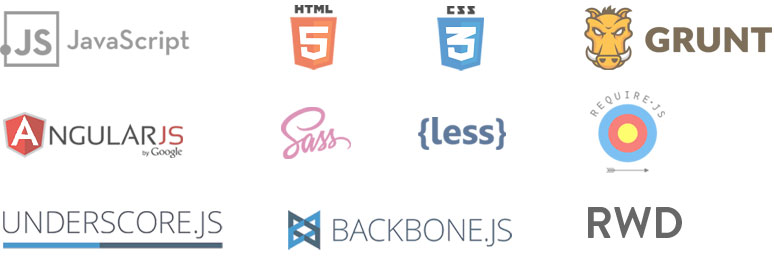 .JS JavaScript
HTML
5
CSS
3
GRUNT
ANGULARJS
by Google
Sass
{less}
REQUIRE.JS
UNDERSCORE.JS
BACKBONE.JS
RWD